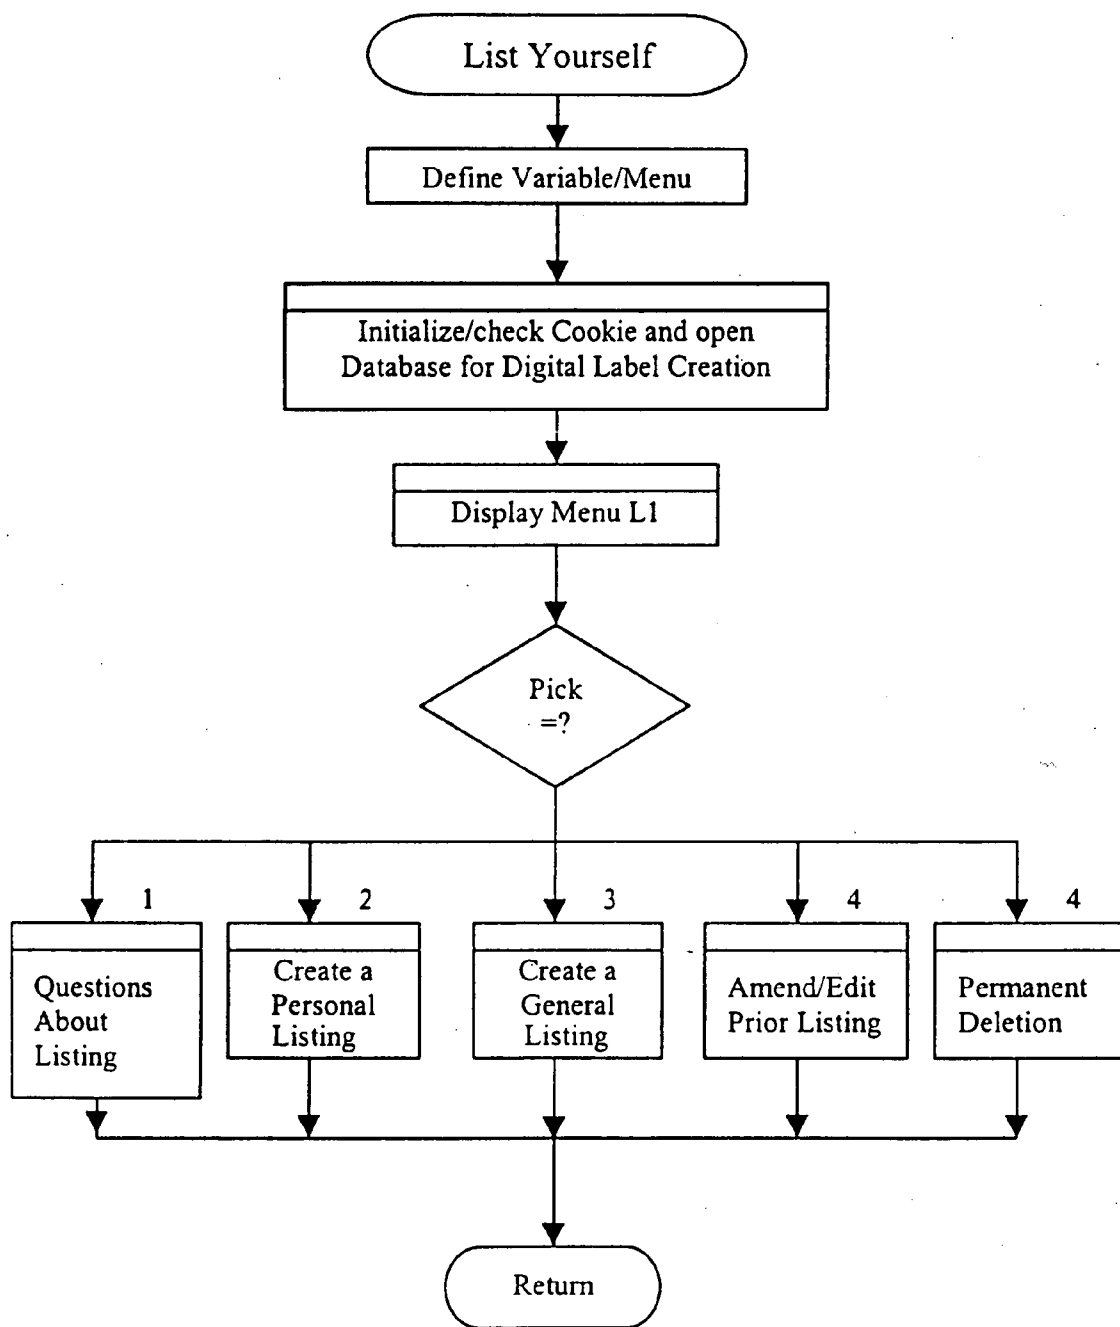 List Yourself
Define Variable/Menu
Initialize/check Cookie and open
Database for Digital Label Creation
Display Menu L1
Pick
=?
1
2
3
4
4
Questions
About
Listing
Create a
Personal
Listing
Create a
General
Listing
Amend/Edit
Prior Listing
Permanent
Deletion
Return